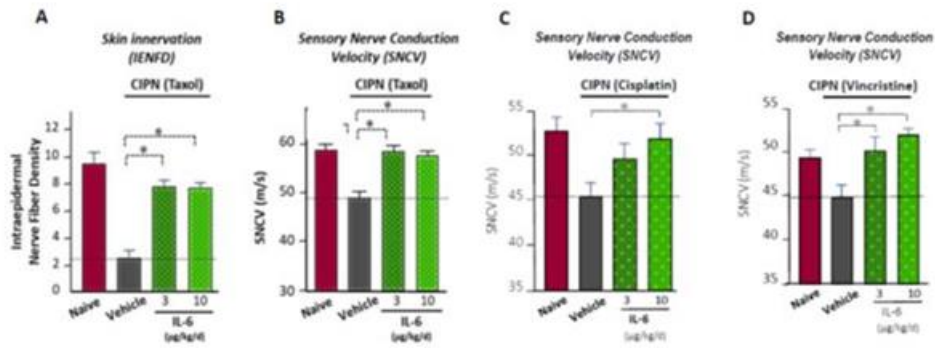 A
Skin innervation
(IENFD)
CIPN (Taxol)
Intraepidermal
Nerve Fiber Density
12
10
8
6
4
2
0
*
*
Naive
Vehicle
3
10
IL-6
(µg/kg/d)
B
Sensory Nerve Conduction
Velocity (SNCV)
CIPN (Taxol)
SNCV (m/s)
60
50
40
30
*
*
Naive
Vehicle
3
10
IL-6
(µg/kg/d)
C
Sensory Nerve Conduction
Velocity (SNCV)
CIPN (Cisplatin)
SNCV (m/s)
55
50
45
40
35
*
Naive
Vehicle
3
10
IL-6
(µg/kg/d)
D
Sensory Nerve Conduction
Velocity (SNCV)
CIPN (Vincristine)
SNCV (m/s)
55
50
45
40
35
*
*
Naive
Vehicle
3
10
IL-6
(µg/kg/d)